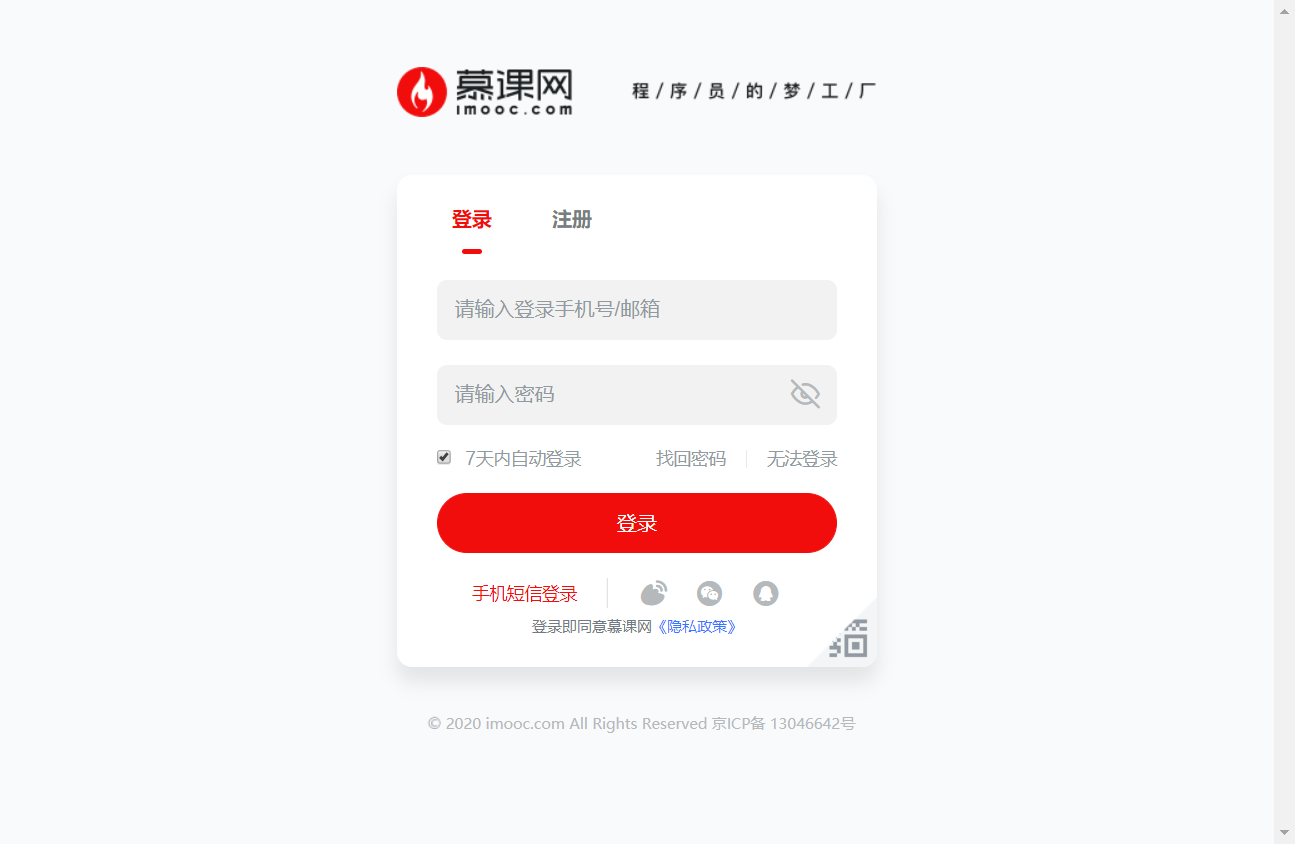 慕课网
imooc.com
程/序/员/的/梦/工/厂
登录 注册
请输入登录手机号/邮箱
请输入密码
7天内自动登录 找回密码 无法登录
登录
手机短信登录
登录即同意慕课网《隐私政策》
© 2020 imooc.com All Rights Reserved 京ICP备 13046642号